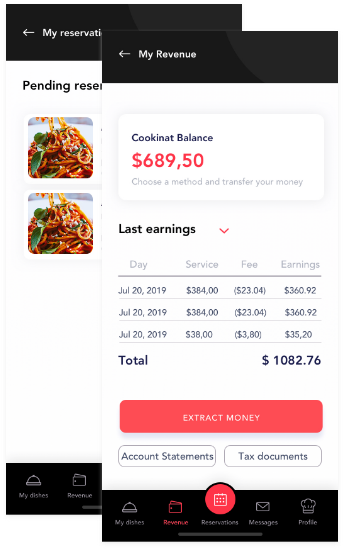 My reservati
Pending reser
My dishes
Revenue
My Revenue
Cookinat Balance
$689,50
Choose a method and transfer your money
Last earnings
Day Service Fee Earnings
Jul 20, 2019 $384,00 ($23.04) $360.92
Jul 20, 2019 $384,00 ($23.04) $360.92
Jul 20, 2019 $38,00 ($3,80) $35,20
Total $ 1082.76
EXTRACT MONEY
Account Statements Tax documents
My dishes Revenue Reservations Messages Profile